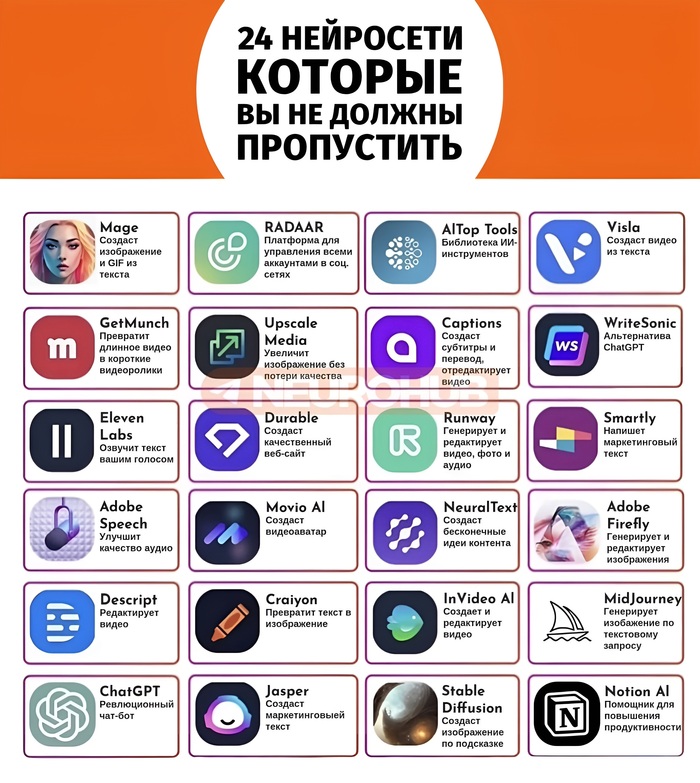 24 НЕЙРОСЕТИ
КОТОРЫЕ
ВЫ НЕ ДОЛЖНЫ
ПРОПУСТИТЬ
Mage
Создаст
изображение
и GIF из
текста
RADAAR
Платформа для
управления всеми
аккаунтами в соц.
сетях
AlTop Tools
Библиотека ИИ-
инструментов
Visla
Создаст видео
из текста
GetMunch
Превратит
длинное видео
в короткие
видеоролики
Upscale
Media
Увеличит
изображение без
потери качества
Captions
Создаст
субтитры и
перевод,
отредактирует
видео
WS
WriteSonic
Альтернатива
ChatGPT
NEUROHUB
Eleven
Labs
Озвучит текст
вашим голосом
Durable
Создаст
качественный
веб-сайт
Runway
Генерирует и
редактирует
видео, фото и
аудио
Smartly
Напишет
маркетинговый
текст
Adobe
Speech
Улучшит
качество аудио
Movio Al
Создаст
видеоаватар
NeuralText
Создаст
бесконечные
идеи контента
Adobe
Firefly
Генерирует и
редактирует
изображения
Descript
Редактирует
видео
Craiyon
Превратит текст в
изображение
InVideo Al
Создает и
редактирует
видео
MidJourney
Генерирует
изобажение по
текстовому
запросу
ChatGPT
Ревлюционный
чат-бот
Jasper
Создаст
маркетинговыей
текст
Stable
Diffusion
Создаст
изображение
по подсказке
N
Notion Al
Помощник для
повышения
продуктивности